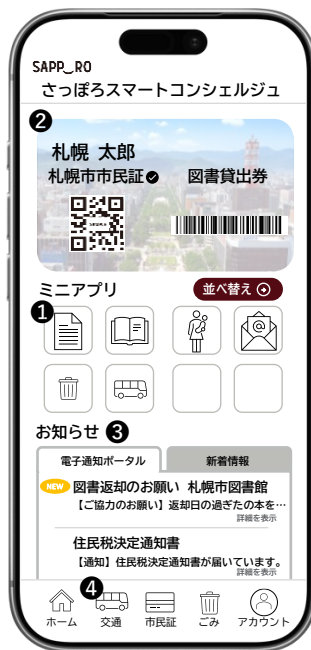 SAPP_RO
さっぽろスマートコンシェルジュ
❷
札幌 太郎
札幌市市民証 図書貸出券
ミニアプリ 並べ替え
❶
@
お知らせ ❸
電子通知ポータル 新着情報
NEW 図書返却のお願い 札幌市図書館
【ご協力のお願い】返却日の過ぎた本を…
詳細を表示
住民税決定通知書
【通知】住民税決定通知書が届いています。
詳細を表示
❹
ホーム 交通 市民証 ごみ アカウント